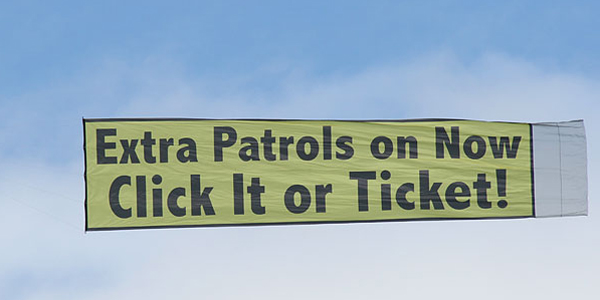 Extra Patrols on Now
Click It or Ticket!